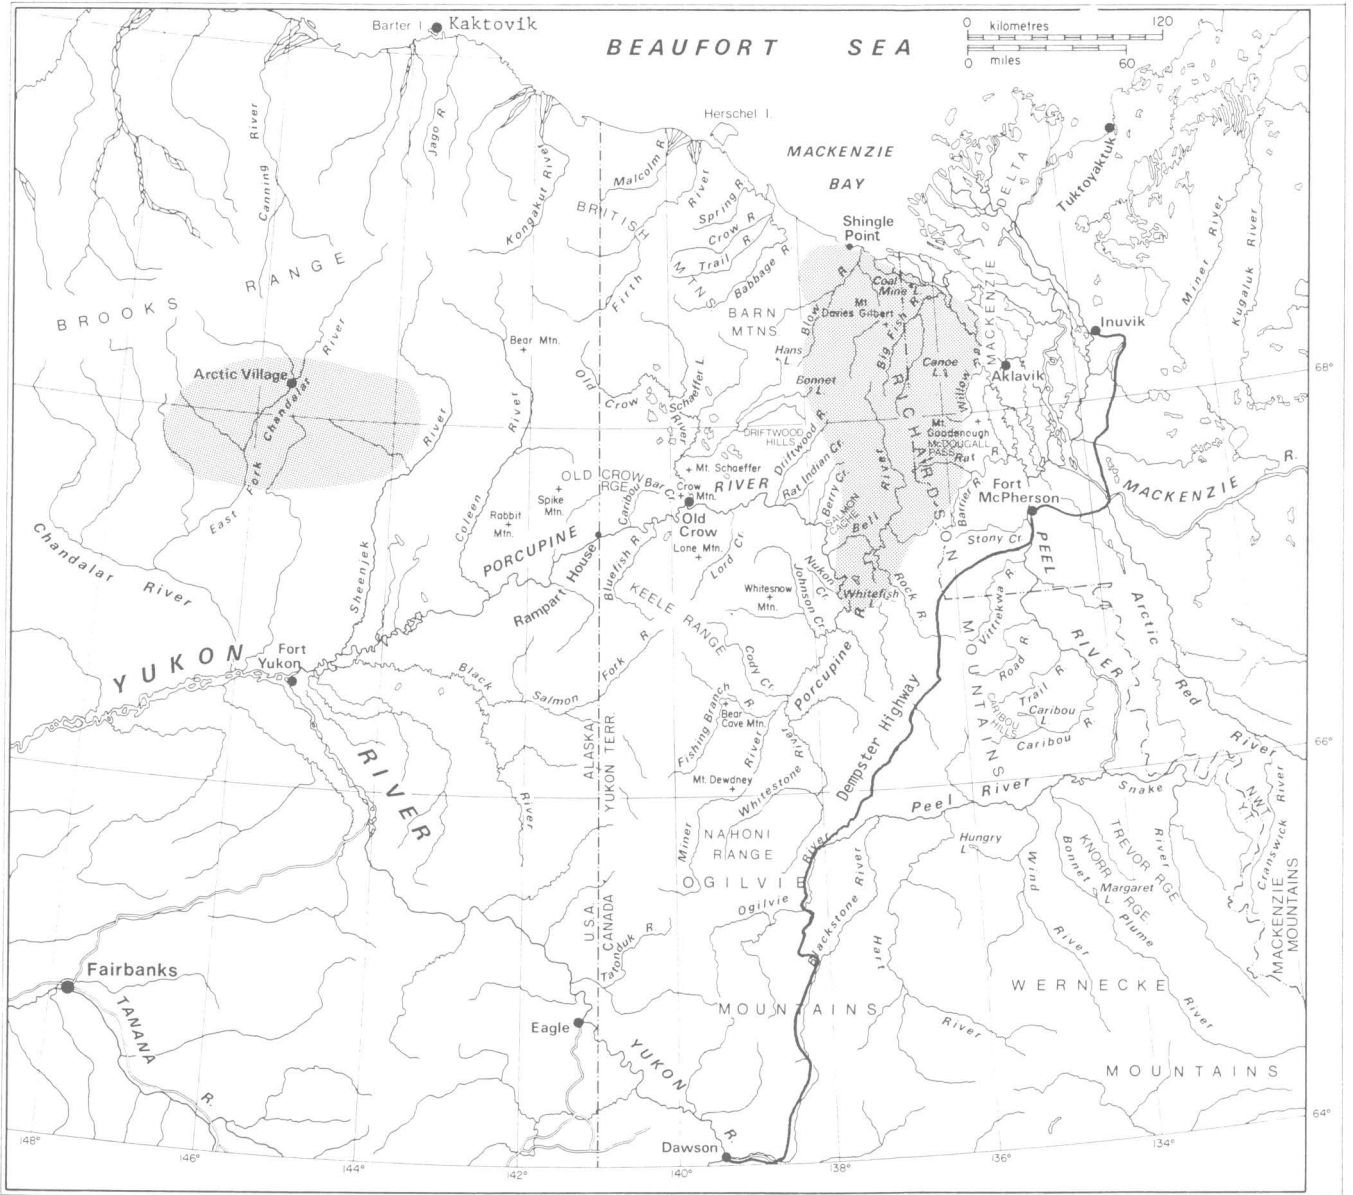 Barter I.
Kaktovik
BEAUFORT SEA
0 kilometres 120
0 miles 60
Herschel I.
MACKENZIE
BAY
Shingle
Point
DELTA
Tuktoyaktuk
Canning River
Jago R
Kongakut River
Malcolm R
BRITISH
MTNS
Firth
River
Spring R
Crow R
Trail R
Babbage R
BARN
MTNS
Blow R
Coal
Mine L
Mt
Davies Gilbert
Big Fish R
Hans
L
Bonnet
L
Canoe
L
Willow
MACKENZIE
Inuvik
Aklavik
Miner River
Kugaluk River
BROOKS RANGE
Arctic Village
East Fork Chandalar River
Bear Mtn.
Old
Crow
River
Schaeffer L
DRIFTWOOD
HILLS
Driftwood R
Rat Indian Cr.
Berry Cr.
SALMON
CACHE
Bell
River
RICHARDSON
Mt
Goodenough
McDOUGALL
PASS
Rat R
Barrier R
Fort
McPherson
MACKENZIE R.
68°
OLD CROW
RGE
Mt. Schaeffer
Crow
Mtn.
Caribou Bar Cr
Spike
Mtn.
Rabbit
Mtn.
Coleen
River
Old
Crow
PORCUPINE RIVER
Lone Mtn.
Lord Cr.
Rampart House
Bluefish R
KEELE RANGE
Whitesnow
Mtn.
Johnson Cr.
Nukon
Cr.
Whitefish
L
Rock R
Stony Cr
PEEL
RIVER
Arctic
Red
River
Vittrekwa R
Road R
Trail R
Caribou
L
CARIBOU
HILLS
Caribou R
MOUNTAINS
Chandalar River
Sheenjek
River
YUKON
Fort
Yukon
RIVER
Black
River
Salmon Fork R
Cody Cr.
Fishing Branch R
Bear
Cave Mtn.
Porcupine R
River
Mt. Dewdney
Miner
River
Whitestone
Dempster Highway
ALASKA
YUKON TERR.
66°
Peel River
Snake
River
NAHONI
RANGE
OGILVIE
Ogilvie
River
Blackstone River
Hungry
L
Wind
River
Bonnet
Plume
River
KNORR
RGE
TREVOR RGE
Margaret
L
Cranswick River
N.W.T.
Y.T.
MACKENZIE
MOUNTAINS
Hart
River
U.S.A.
CANADA
Tatonduk R.
Fairbanks
TANANA
R.
Eagle
YUKON
R.
MOUNTAINS
WERNECKE
MOUNTAINS
Dawson
64°
148°
146°
144°
142°
140°
138°
136°
134°